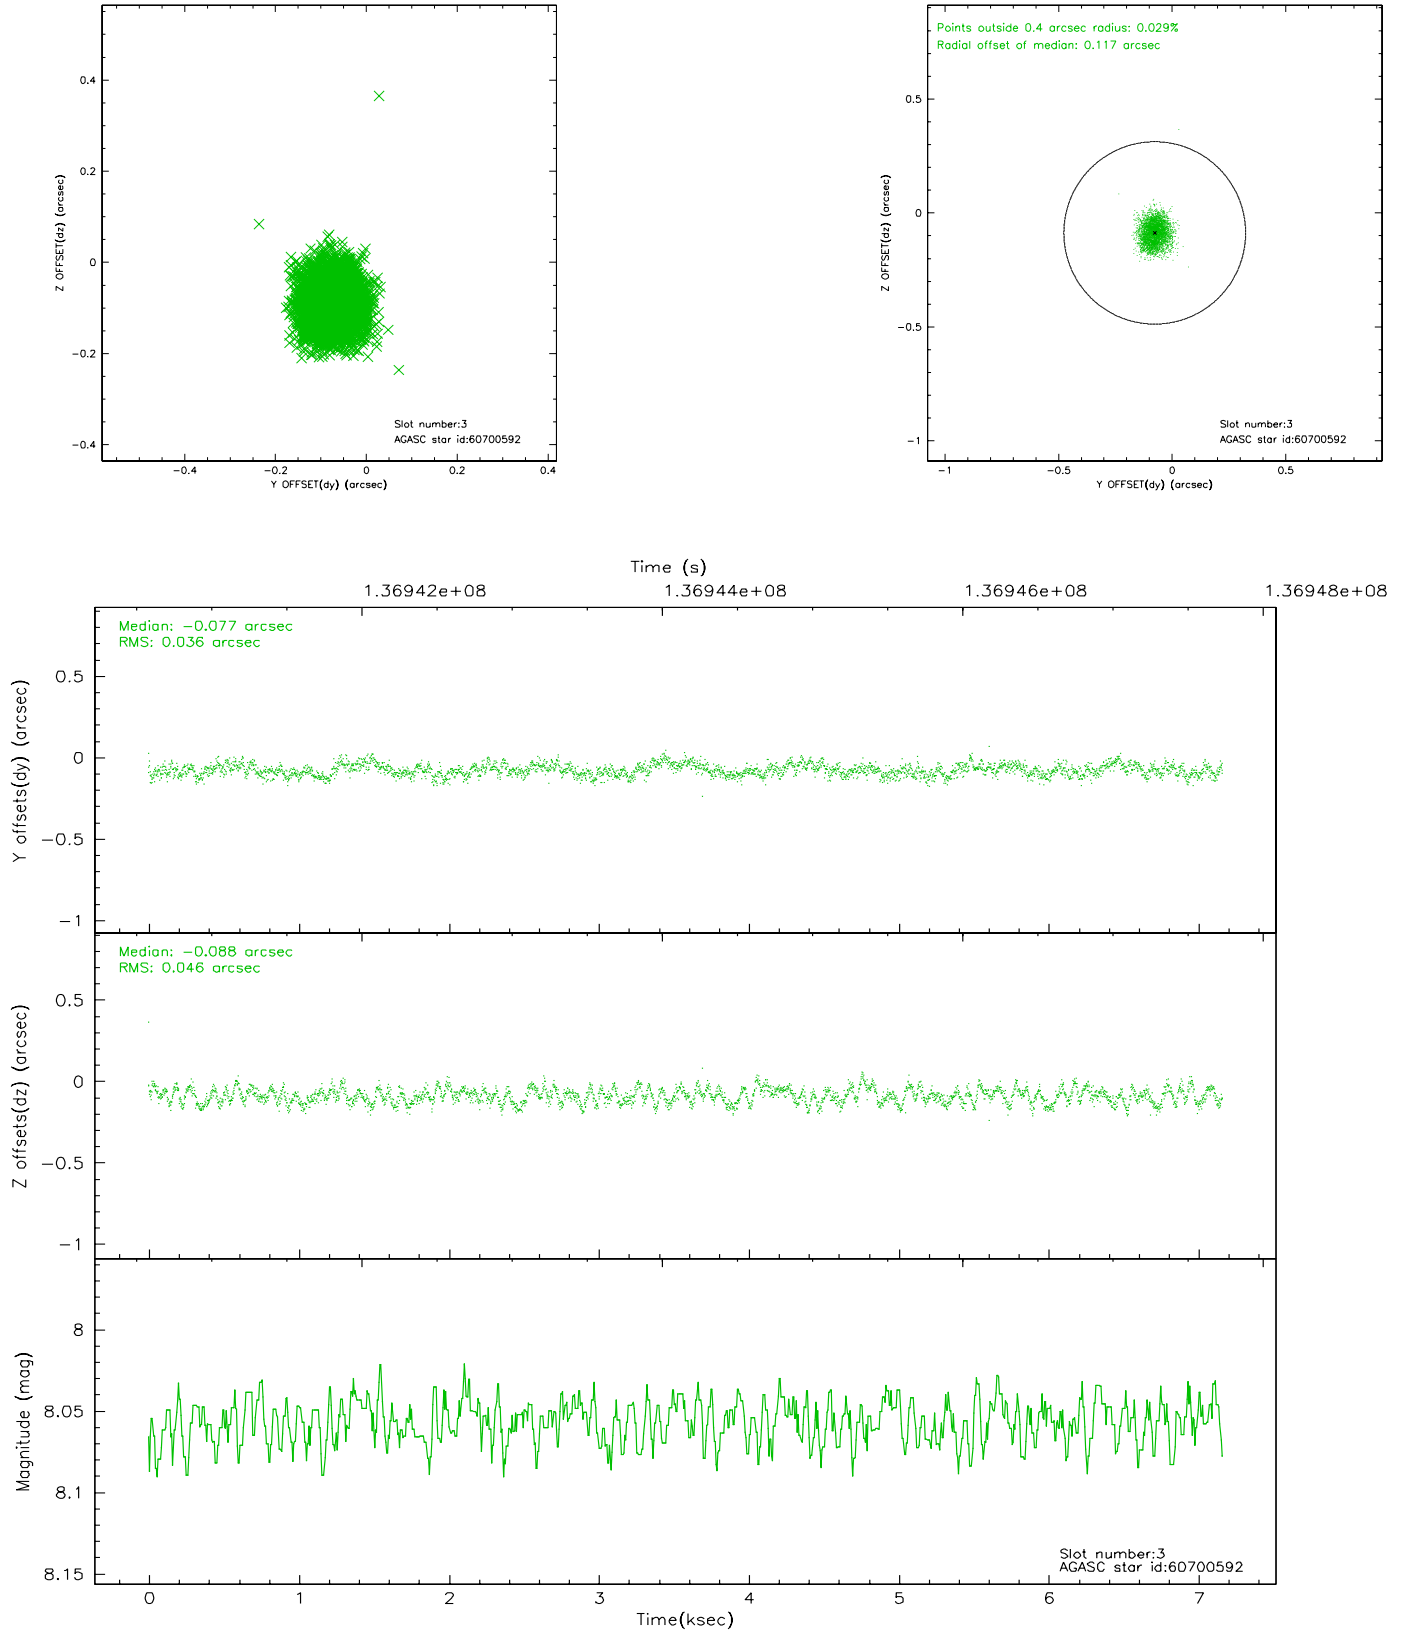 0.4
0.2
0
−0.2
−0.4
Z OFFSET(dz) (arcsec)
Slot number:3
AGASC star id:60700592
−0.4 −0.2 0 0.2 0.4
Y OFFSET(dy) (arcsec)
Points outside 0.4 arcsec radius: 0.029%
Radial offset of median: 0.117 arcsec
0.5
0
−0.5
−1
Z OFFSET(dz) (arcsec)
Slot number:3
AGASC star id:60700592
−1 −0.5 0 0.5
Y OFFSET(dy) (arcsec)
Time (s)
1.36942e+08 1.36944e+08 1.36946e+08 1.36948e+08
Median: −0.077 arcsec
RMS: 0.036 arcsec
0.5
0
−0.5
−1
Y offsets(dy) (arcsec)
Median: −0.088 arcsec
RMS: 0.046 arcsec
0.5
0
−0.5
−1
Z offsets(dz) (arcsec)
8
8.05
8.1
8.15
Magnitude (mag)
Slot number:3
AGASC star id:60700592
0 1 2 3 4 5 6 7
Time(ksec)